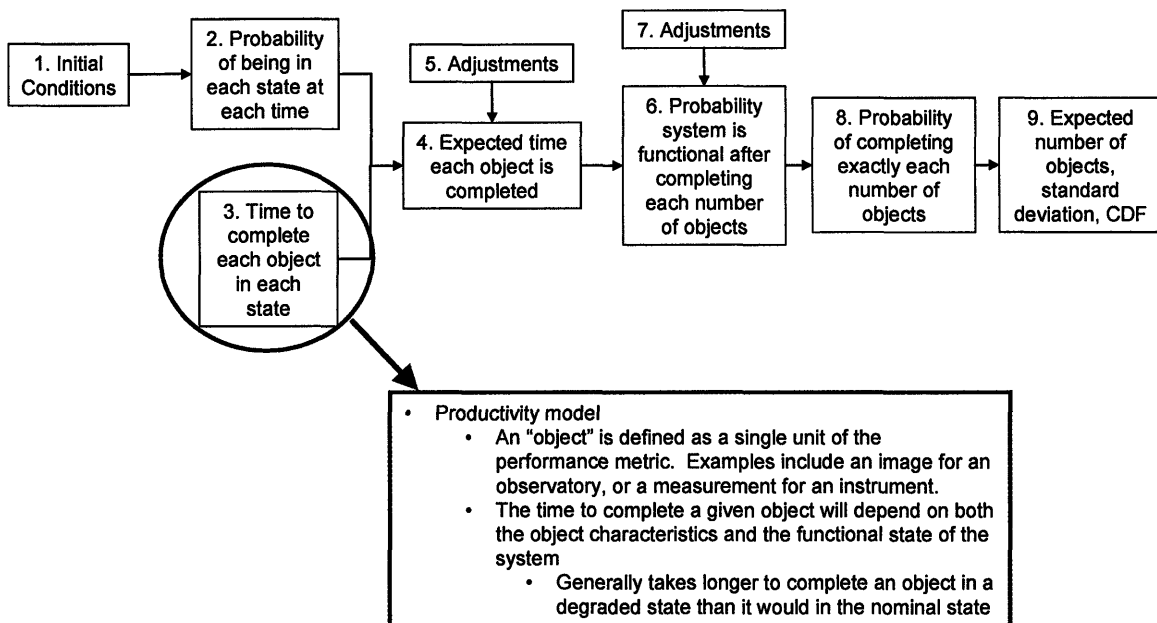 1. Initial
Conditions
2. Probability
of being in
each state at
each time
3. Time to
complete
each object
in each
state
5. Adjustments
4. Expected time
each object is
completed
7. Adjustments
6. Probability
system is
functional after
completing
each number
of objects
8. Probability
of completing
exactly each
number of
objects
9. Expected
number of
objects,
standard
deviation, CDF
• Productivity model
• An “object” is defined as a single unit of the
performance metric. Examples include an image for an
observatory, or a measurement for an instrument.
• The time to complete a given object will depend on both
the object characteristics and the functional state of the
system
• Generally takes longer to complete an object in a
degraded state than it would in the nominal state